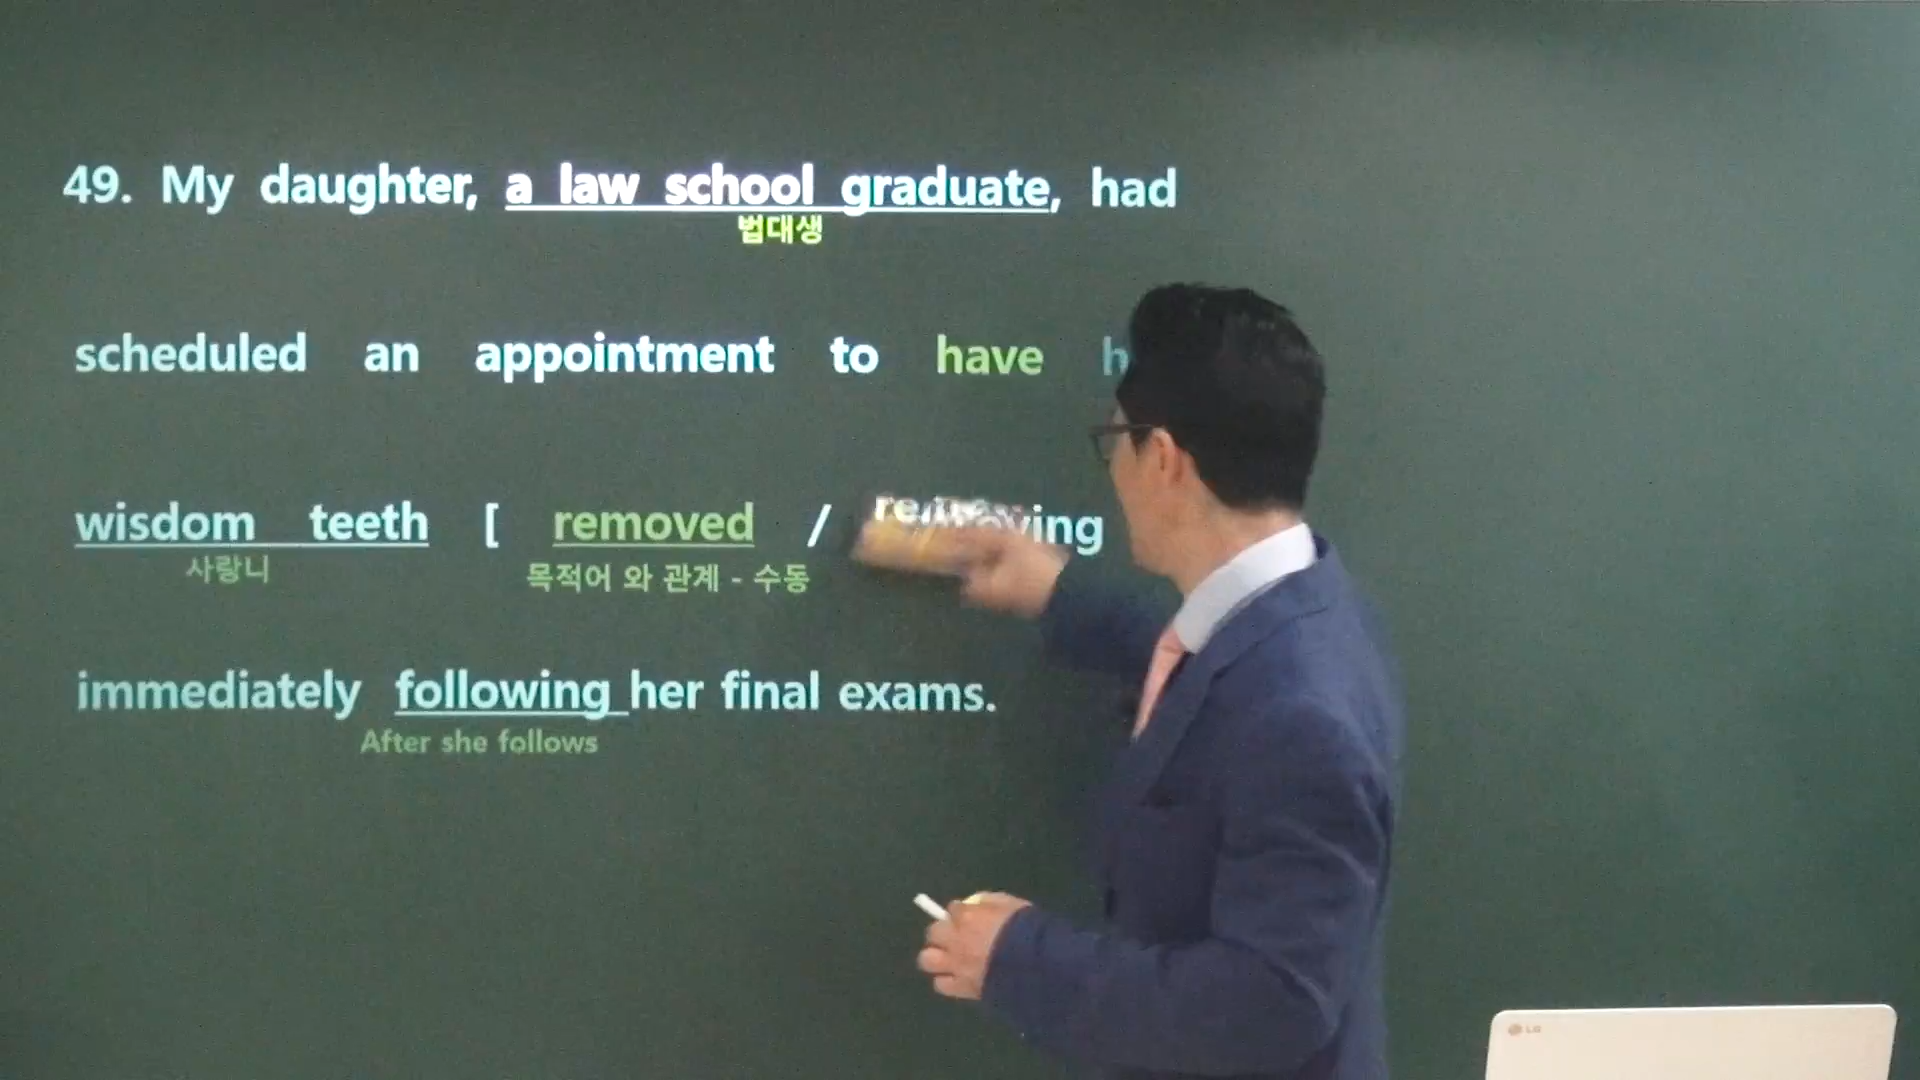 49. My daughter, a law school graduate, had
법대생
scheduled an appointment to have
wisdom teeth [ removed /
사랑니 목적어 와 관계 - 수동
immediately following her final exams.
After she follows
LG